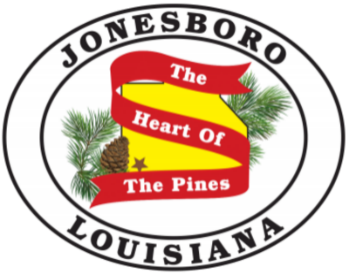 JONESBORO
The
Heart Of
The Pines
LOUISIANA